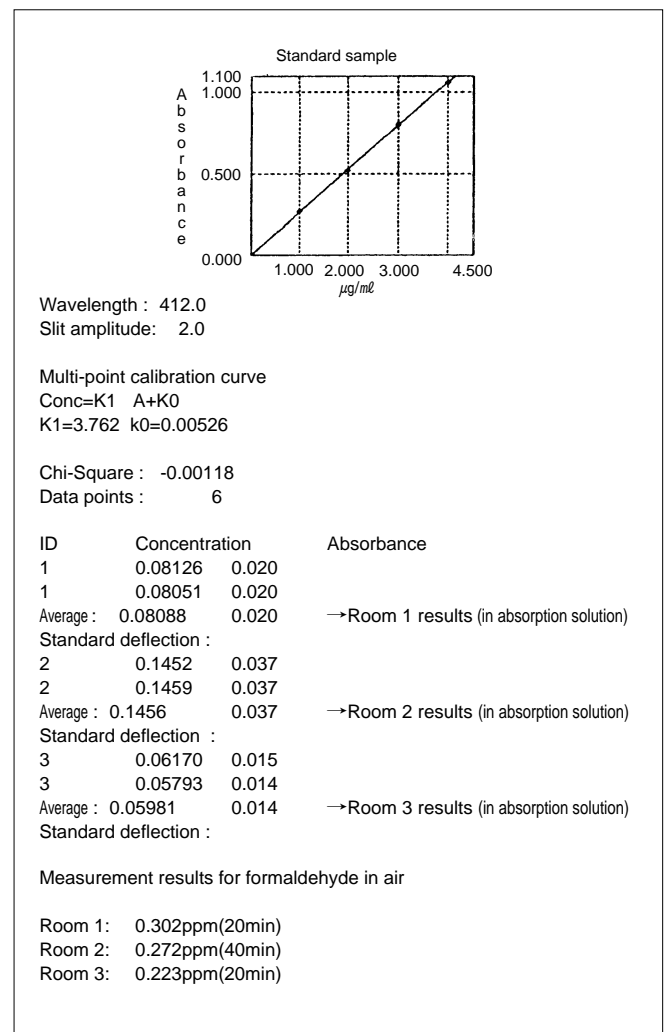 Standard sample
Absorbance
1.100
1.000
0.500
0.000
1.000 2.000 3.000 4.500
μg/mℓ
Wavelength : 412.0
Slit amplitude: 2.0
Multi-point calibration curve
Conc=K1 A+K0
K1=3.762 k0=0.00526
Chi-Square : -0.00118
Data points : 6
ID Concentration Absorbance
1 0.08126 0.020
1 0.08051 0.020
Average : 0.08088 0.020 →Room 1 results (in absorption solution)
Standard deflection :
2 0.1452 0.037
2 0.1459 0.037
Average : 0.1456 0.037 →Room 2 results (in absorption solution)
Standard deflection :
3 0.06170 0.015
3 0.05793 0.014
Average : 0.05981 0.014 →Room 3 results (in absorption solution)
Standard deflection :
Measurement results for formaldehyde in air
Room 1: 0.302ppm(20min)
Room 2: 0.272ppm(40min)
Room 3: 0.223ppm(20min)